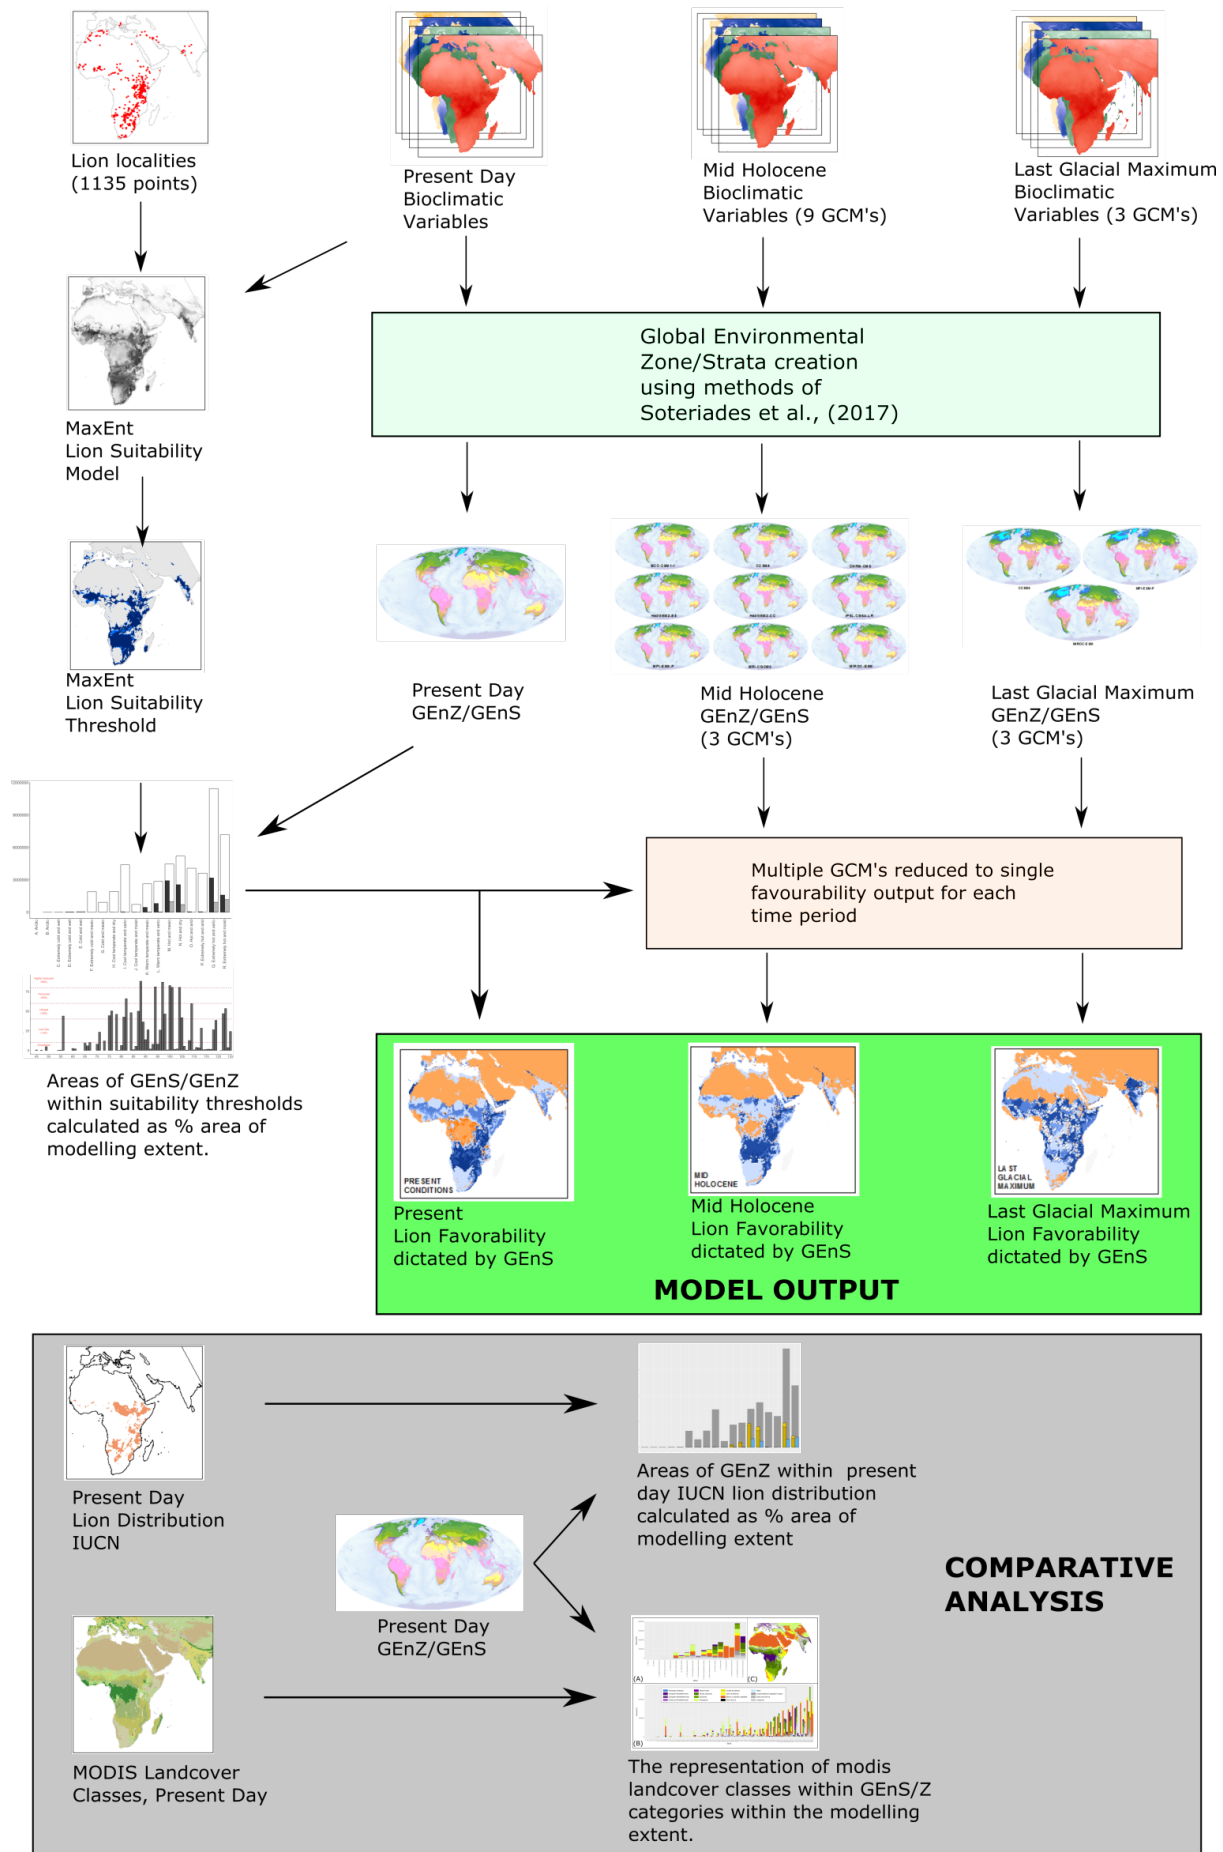 Lion localities
(1135 points)
Present Day
Bioclimatic
Variables
Mid Holocene
Bioclimatic
Variables (9 GCM's)
Last Glacial Maximum
Bioclimatic
Variables (3 GCM's)
Global Environmental
Zone/Strata creation
using methods of
Soteriades et al., (2017)
MaxEnt
Lion Suitability
Model
MaxEnt
Lion Suitability
Threshold
Present Day
GEnZ/GEnS
Mid Holocene
GEnZ/GEnS
(3 GCM's)
Last Glacial Maximum
GEnZ/GEnS
(3 GCM's)
Multiple GCM's reduced to single
favourability output for each
time period
Areas of GEnS/GEnZ
within suitability thresholds
calculated as % area of
modelling extent.
PRESENT
CONDITIONS
MID
HOLOCENE
LAST
GLACIAL
MAXIMUM
Present
Lion Favorability
dictated by GEnS
Mid Holocene
Lion Favorability
dictated by GEnS
Last Glacial Maximum
Lion Favorability
dictated by GEnS
MODEL OUTPUT
Present Day
Lion Distribution
IUCN
Areas of GEnZ within present
day IUCN lion distribution
calculated as % area of
modelling extent
Present Day
GEnZ/GEnS
COMPARATIVE
ANALYSIS
(A)
(C)
(B)
MODIS Landcover
Classes, Present Day
The representation of modis
landcover classes within GEnS/Z
categories within the modelling
extent.